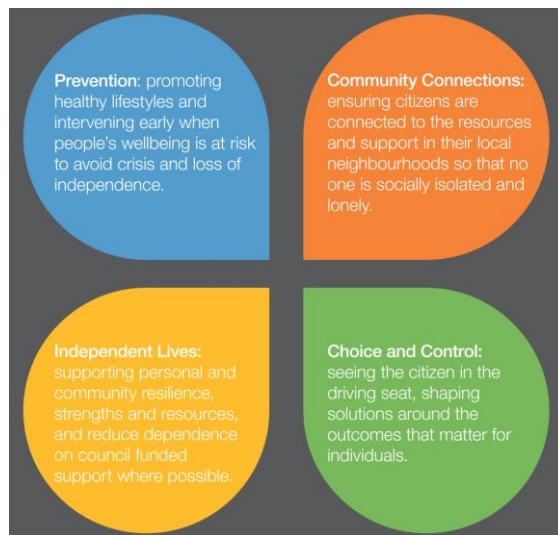 Prevention: promoting
healthy lifestyles and
intervening early when
people's wellbeing is at risk
to avoid crisis and loss of
independence.
Community Connections:
ensuring citizens are
connected to the resources
and support in their local
neighbourhoods so that no
one is socially isolated and
lonely.
Independent Lives:
supporting personal and
community resilience,
strengths and resources,
and reduce dependence
on council funded
support where possible.
Choice and Control:
seeing the citizen in the
driving seat, shaping
solutions around the
outcomes that matter for
individuals.